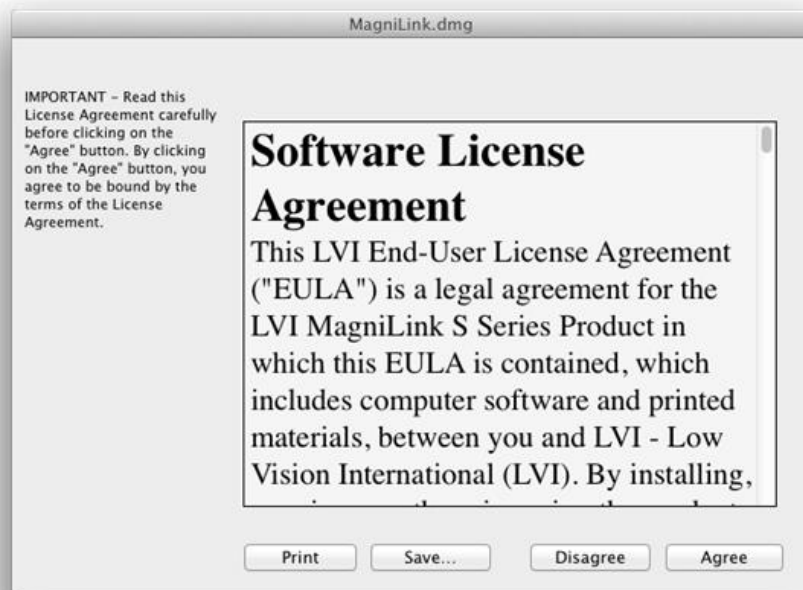 MagniLink.dmg
IMPORTANT – Read this
License Agreement carefully
before clicking on the
"Agree" button. By clicking
on the "Agree" button, you
agree to be bound by the
terms of the License
Agreement.
Software License
Agreement
This LVI End-User License Agreement
("EULA") is a legal agreement for the
LVI MagniLink S Series Product in
which this EULA is contained, which
includes computer software and printed
materials, between you and LVI - Low
Vision International (LVI). By installing,
Print
Save...
Disagree
Agree